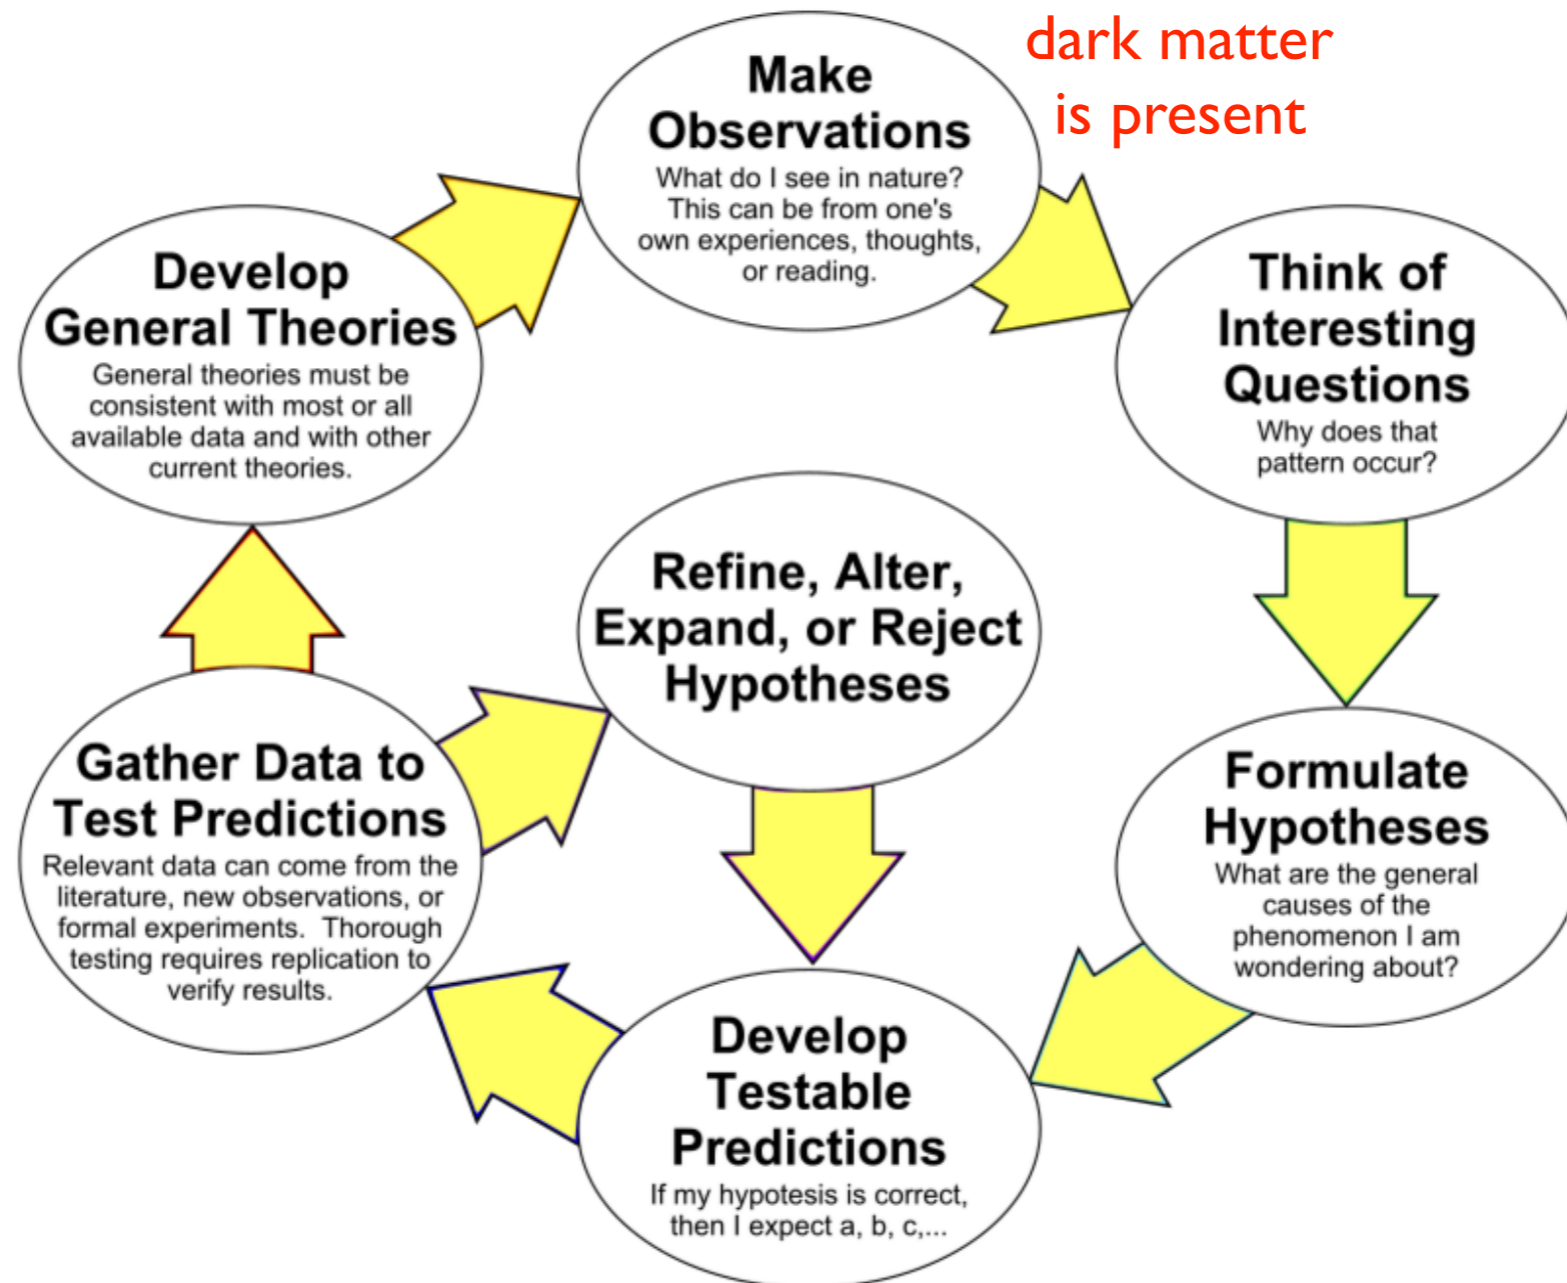 dark matter
is present
Make
Observations
What do I see in nature?
This can be from one's
own experiences, thoughts,
or reading.
Think of
Interesting
Questions
Why does that
pattern occur?
Formulate
Hypotheses
What are the general
causes of the
phenomenon I am
wondering about?
Develop
Testable
Predictions
If my hypotesis is correct,
then I expect a, b, c,...
Gather Data to
Test Predictions
Relevant data can come from the
literature, new observations, or
formal experiments.  Thorough
testing requires replication to
verify results.
Refine, Alter,
Expand, or Reject
Hypotheses
Develop
General Theories
General theories must be
consistent with most or all
available data and with other
current theories.